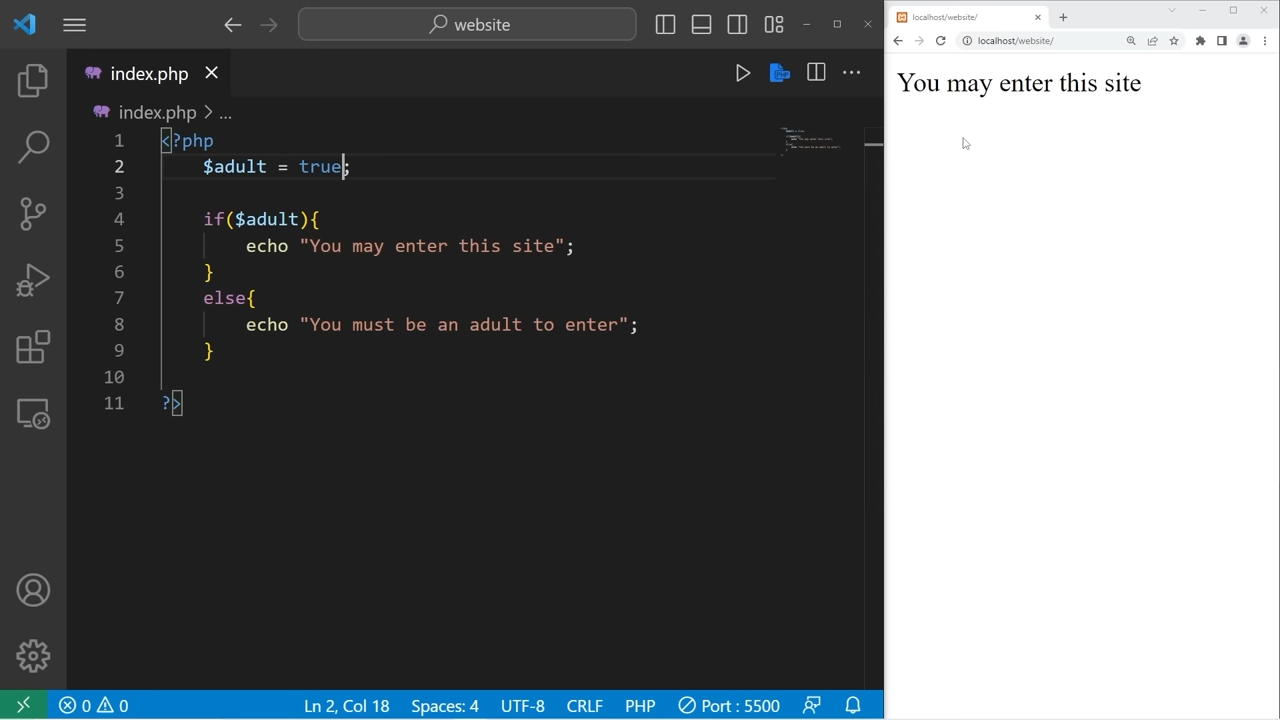 website
index.php
index.php > ...
1 <?php
2 $adult = true;
3
4 if($adult){
5 echo "You may enter this site";
6 }
7 else{
8 echo "You must be an adult to enter";
9 }
10
11 ?>
0 0 Ln 2, Col 18 Spaces: 4 UTF-8 CRLF PHP Port : 5500
localhost/website/
localhost/website/
You may enter this site